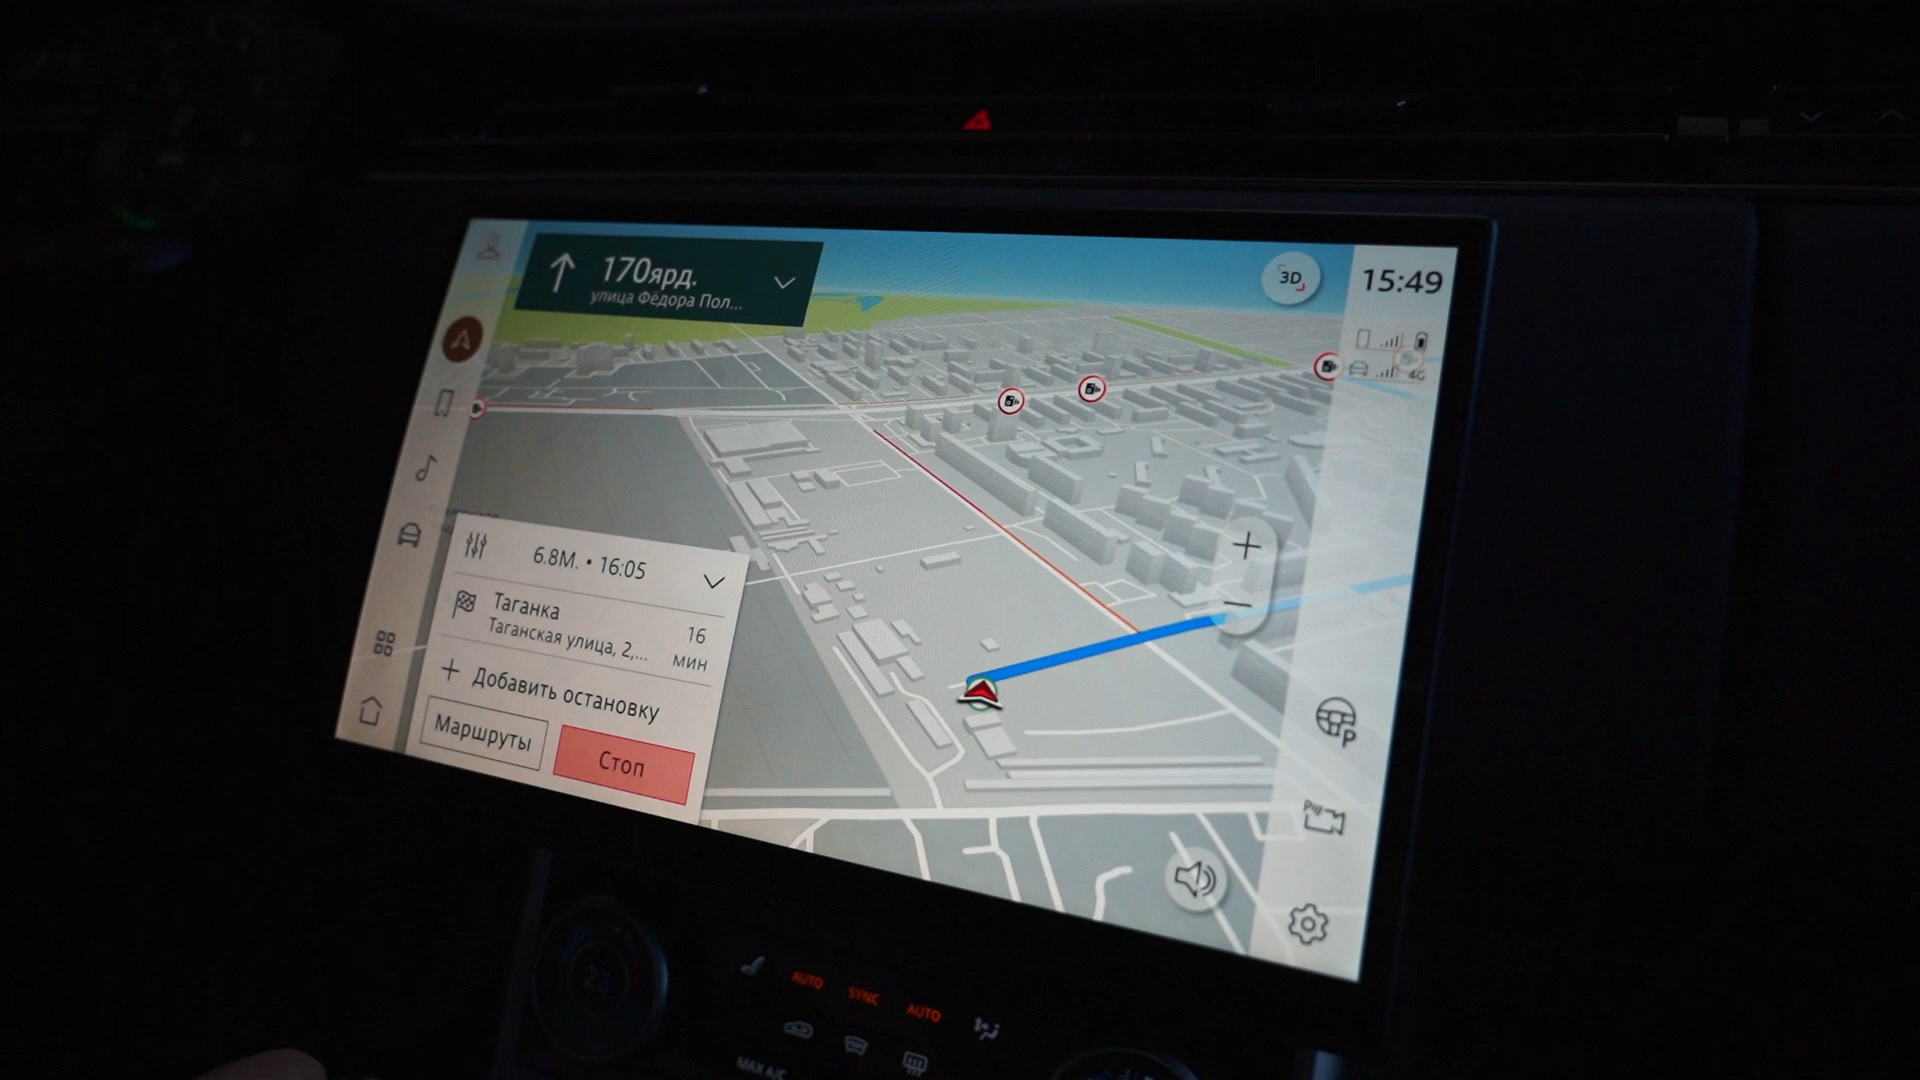 170ярд.
улица Фёдора Пол...
3D
15:49
4G
6.8М. • 16:05
Таганка
Таганская улица, 2,...
16
мин
+ Добавить остановку
Маршруты
Стоп
P
AUTO
SYNC
AUTO
MAX A/C